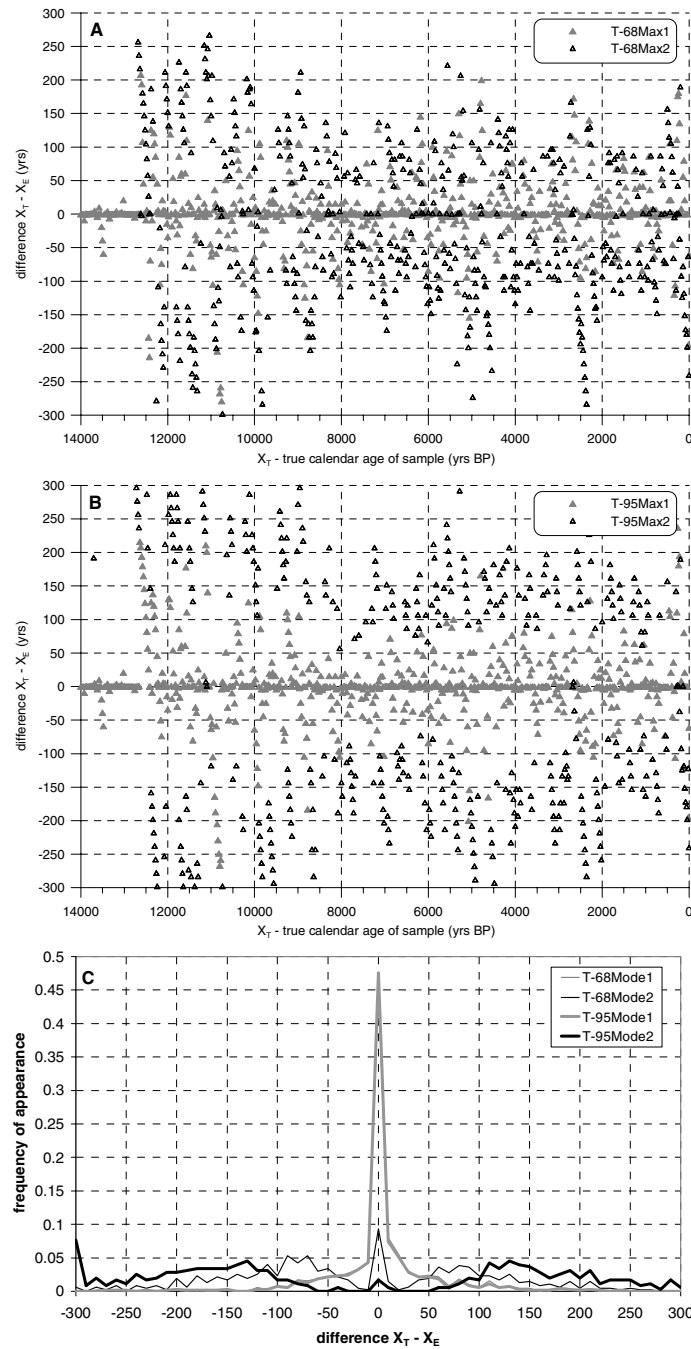 A
T-68Max1
T-68Max2
300
250
200
150
100
50
0
-50
-100
-150
-200
-250
-300
difference X_T - X_E (yrs)
14000 12000 10000 8000 6000 4000 2000 0
X_T - true calendar age of sample (yrs BP)
B
T-95Max1
T-95Max2
300
250
200
150
100
50
0
-50
-100
-150
-200
-250
-300
difference X_T - X_E (yrs)
14000 12000 10000 8000 6000 4000 2000 0
X_T - true calendar age of sample (yrs BP)
C
T-68Mode1
T-68Mode2
T-95Mode1
T-95Mode2
0.5
0.45
0.4
0.35
0.3
0.25
0.2
0.15
0.1
0.05
0
frequency of appearance
-300 -250 -200 -150 -100 -50 0 50 100 150 200 250 300
difference X_T - X_E